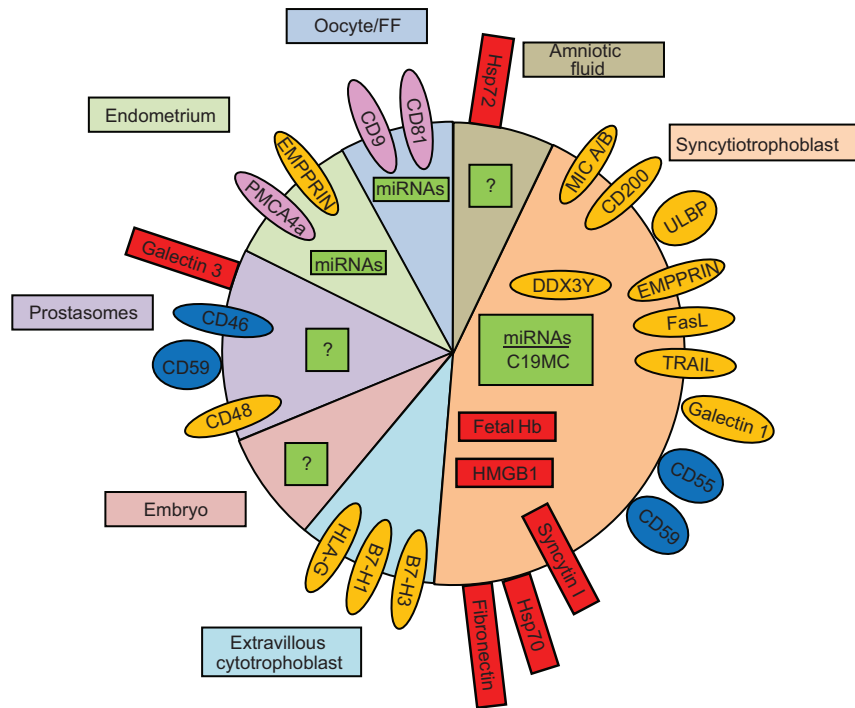 Oocyte/FF
Amniotic
fluid
Hsp72
Endometrium
CD9
CD81
EMPPRIN
MIC A/B
Syncytiotrophoblast
CD200
miRNAs
?
PMCA4a
ULBP
Galectin 3
miRNAs
DDX3Y
EMPPRIN
Prostasomes
CD46
?
miRNAs
C19MC
FasL
CD59
TRAIL
CD48
Galectin 1
Fetal Hb
?
HMGB1
CD55
Embryo
CD59
HLA-G
B7-H1
B7-H3
Syncytin I
Hsp70
Fibronectin
Extravillous
cytotrophoblast